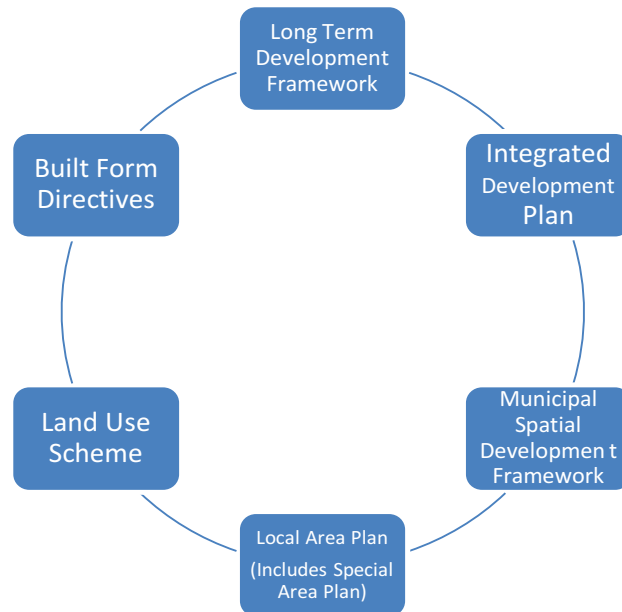 Long Term
Development
Framework
Integrated
Development
Plan
Municipal
Spatial
Developmen t
Framework
Local Area Plan
(Includes Special
Area Plan)
Land Use
Scheme
Built Form
Directives